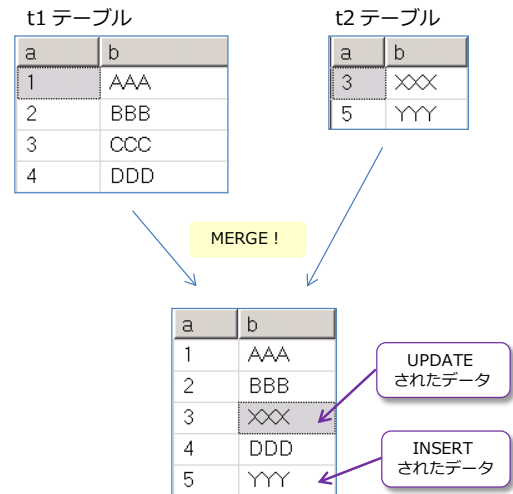 t1 テーブル
t2 テーブル
a b
1 AAA
2 BBB
3 CCC
4 DDD
a b
3 XXX
5 YYY
MERGE !
a b
1 AAA
2 BBB
3 XXX
4 DDD
5 YYY
UPDATE
されたデータ
INSERT
されたデータ